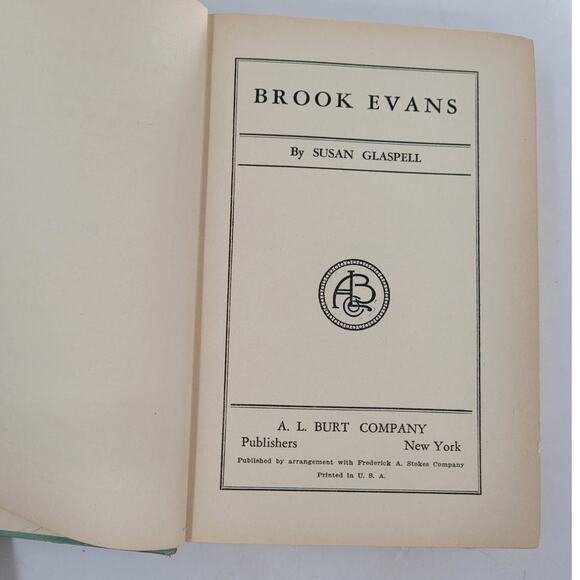 BROOK EVANS
By SUSAN GLASPELL
ALBCo
A. L. BURT COMPANY
Publishers New York
Published by arrangement with Frederick A. Stokes Company
Printed in U. S. A.